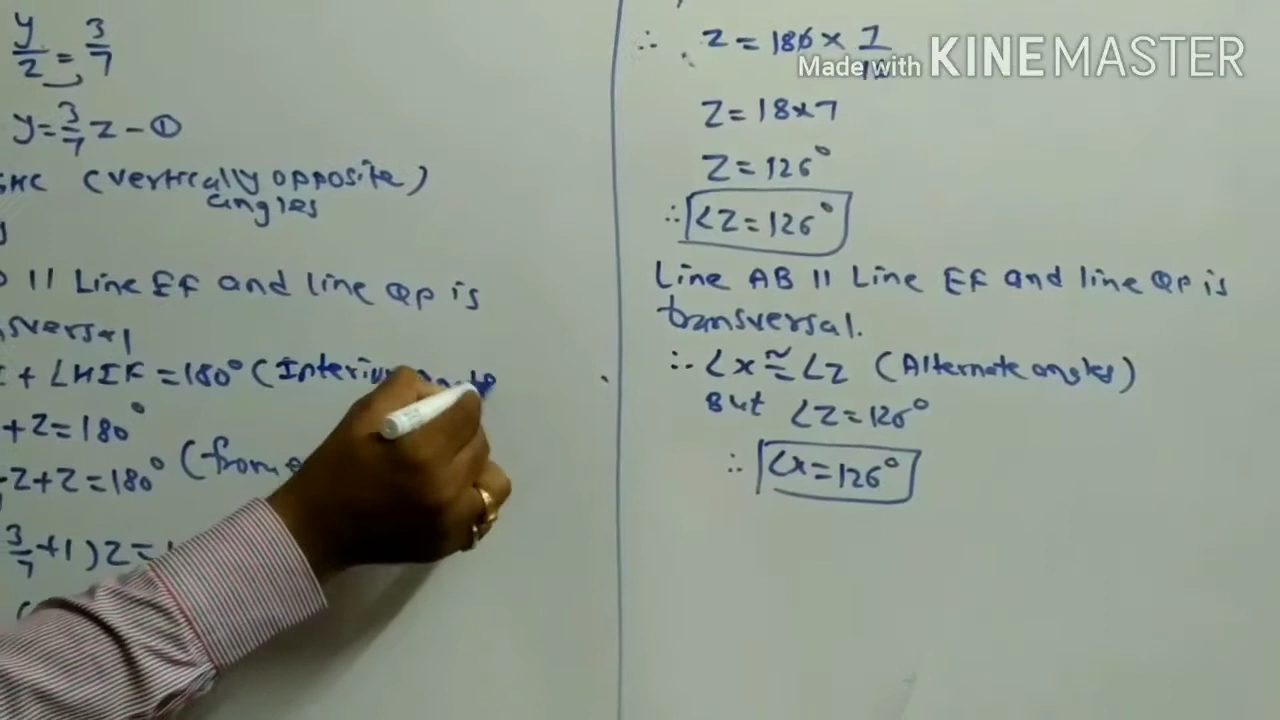 y/z = 3/7
y = 3/7 z - ①
(vertically opposite)
angles
|| Line EF and line QP is
+ ∠HIF = 180° (Interior
+ z = 180°
z + z = 180° (from
3/7 + 1) z =
∴ z = 180 ×
z = 18 × 7
z = 126°
∴ ∠z = 126°
Line AB || Line EF and line QP is
transversal.
∴ ∠x ≅ ∠z (Alternate angles)
But ∠z = 126°
∴ ∠x = 126°
Made with KINEMASTER